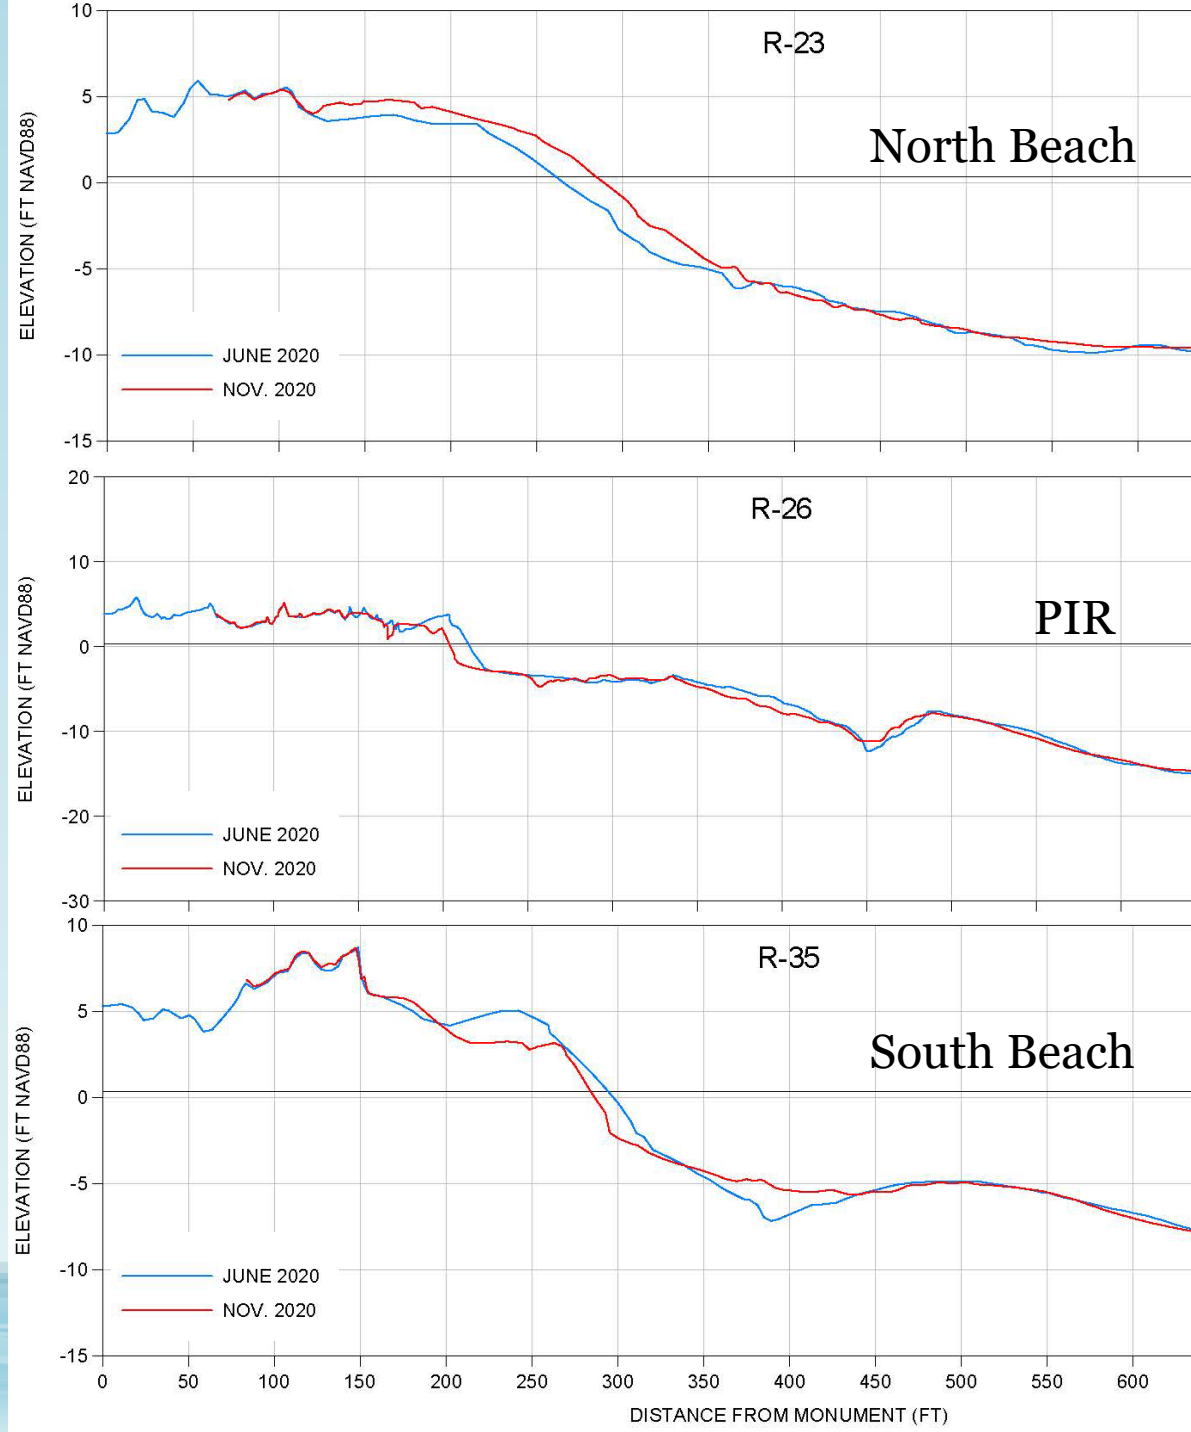 10
R-23
5
North Beach
0
-5
-10
-15
ELEVATION (FT NAVD88)
JUNE 2020
NOV. 2020
20
R-26
10
PIR
0
-10
-20
-30
ELEVATION (FT NAVD88)
JUNE 2020
NOV. 2020
10
R-35
5
South Beach
0
-5
-10
-15
ELEVATION (FT NAVD88)
JUNE 2020
NOV. 2020
0 50 100 150 200 250 300 350 400 450 500 550 600
DISTANCE FROM MONUMENT (FT)